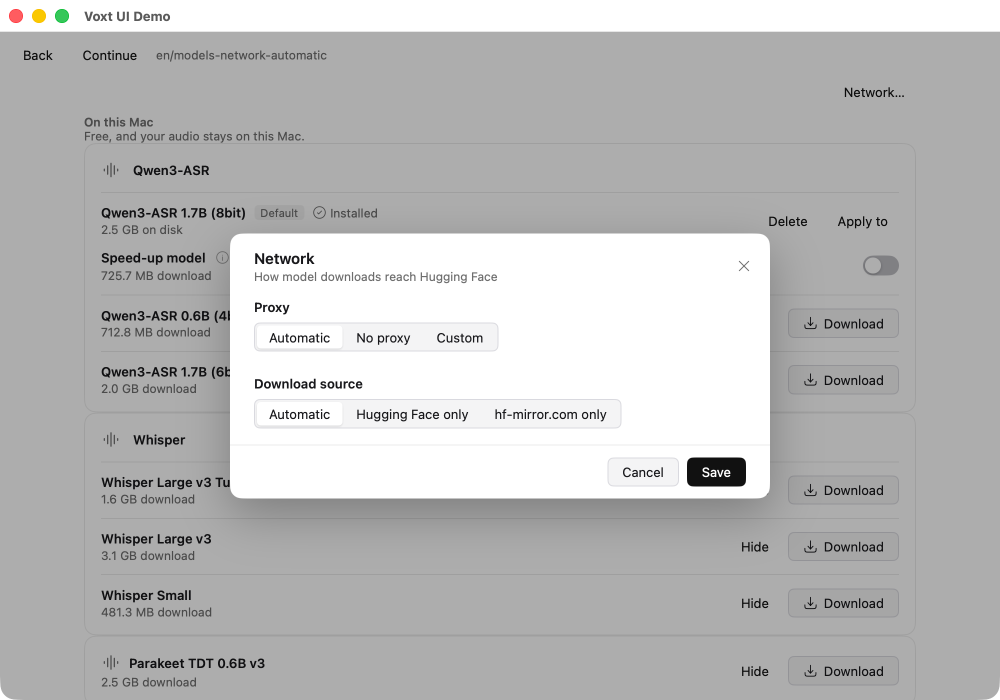 Voxt UI Demo
Back Continue en/models-network-automatic
Network...
On this Mac
Free, and your audio stays on this Mac.
Qwen3-ASR
Qwen3-ASR 1.7B (8bit) Default Installed
2.5 GB on disk
Delete Apply to
Speed-up model
725.7 MB download
Qwen3-ASR 0.6B
712.8 MB download
Download
Qwen3-ASR 1.7B
2.0 GB download
Download
Network
How model downloads reach Hugging Face
Proxy
Automatic No proxy Custom
Download source
Automatic Hugging Face only hf-mirror.com only
Cancel Save
Whisper
Whisper Large v3
1.6 GB download
Download
Whisper Large v3
3.1 GB download
Hide Download
Whisper Small
481.3 MB download
Hide Download
Parakeet TDT 0.6B v3
2.5 GB download
Hide Download